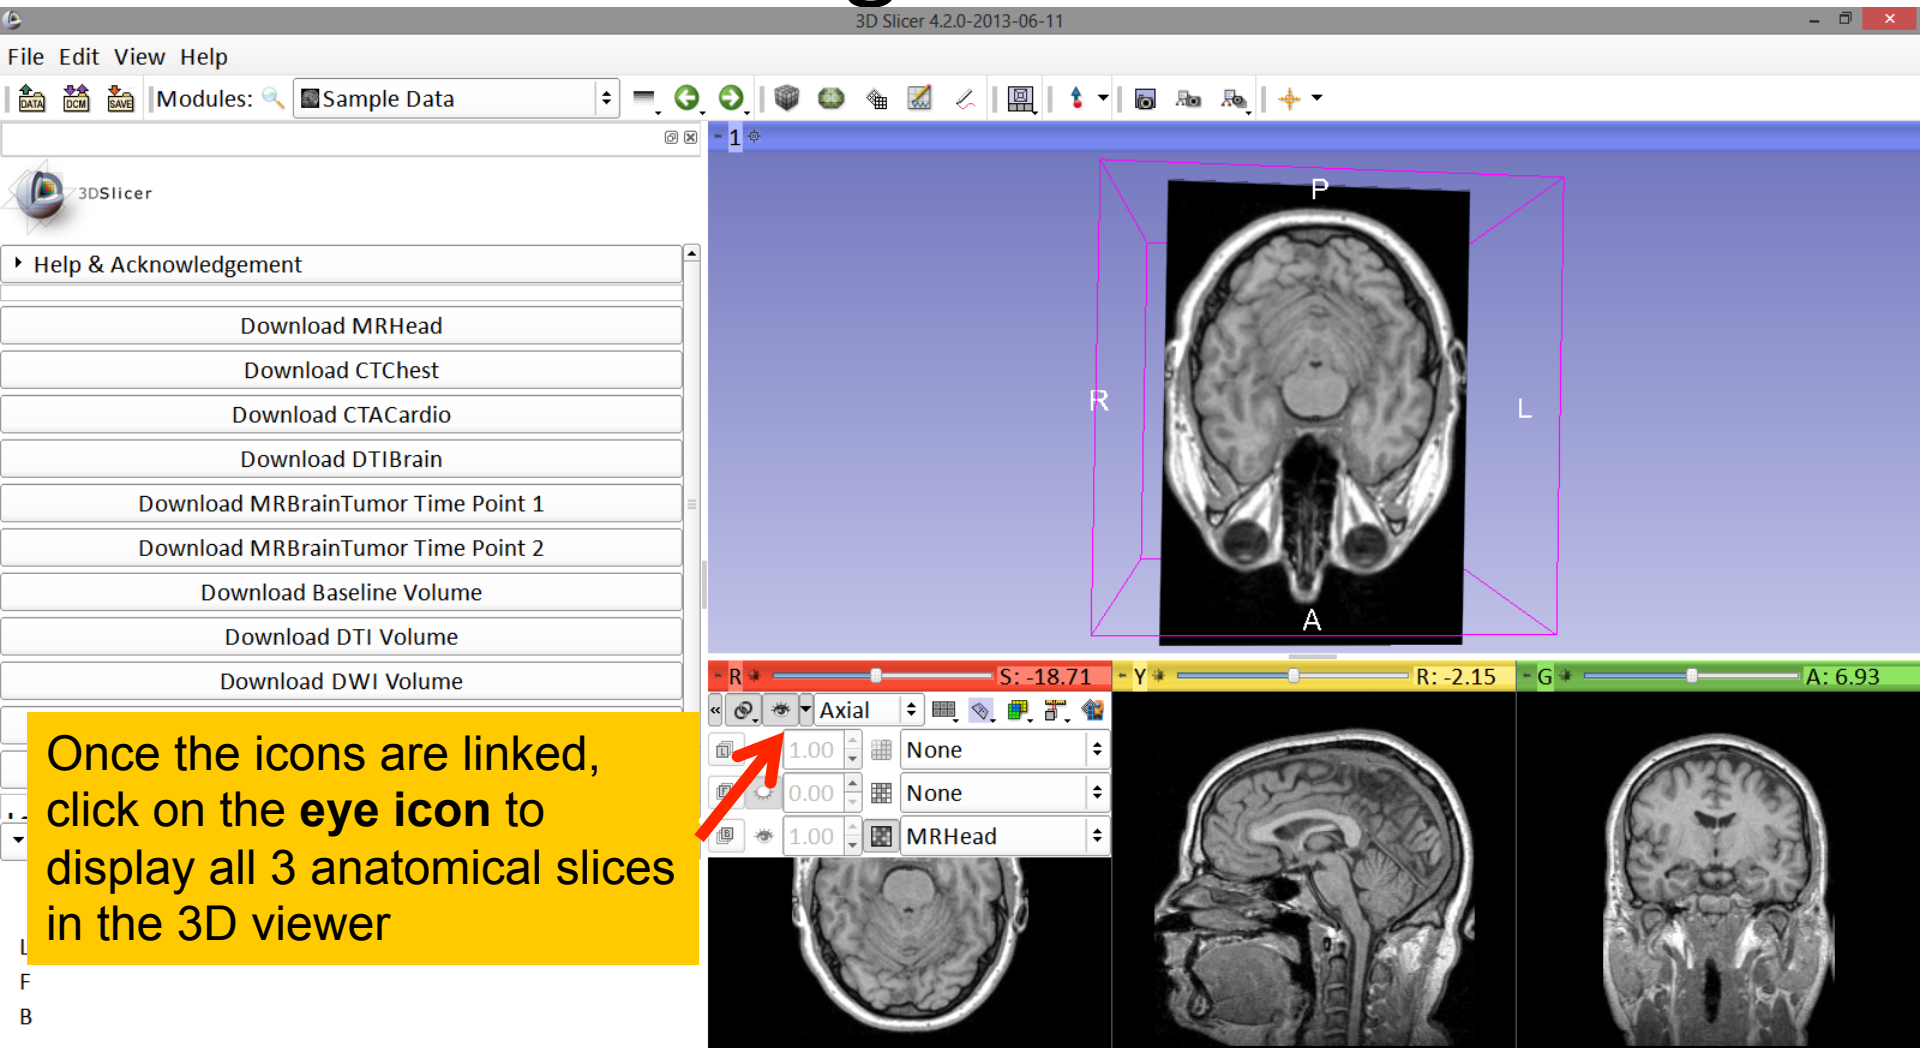 3D Slicer 4.2.0-2013-06-11
File Edit View Help
DATA DCM SAVE Modules: Sample Data
1
3DSlicer
Help & Acknowledgement
Download MRHead
Download CTChest
Download CTACardio
Download DTIBrain
Download MRBrainTumor Time Point 1
Download MRBrainTumor Time Point 2
Download Baseline Volume
Download DTI Volume
Download DWI Volume
Once the icons are linked,
click on the eye icon to
display all 3 anatomical slices
in the 3D viewer
F
B
P
R
L
A
R S: -18.71
Y R: -2.15
G A: 6.93
Axial
L 1.00 None
F 0.00 None
B 1.00 MRHead